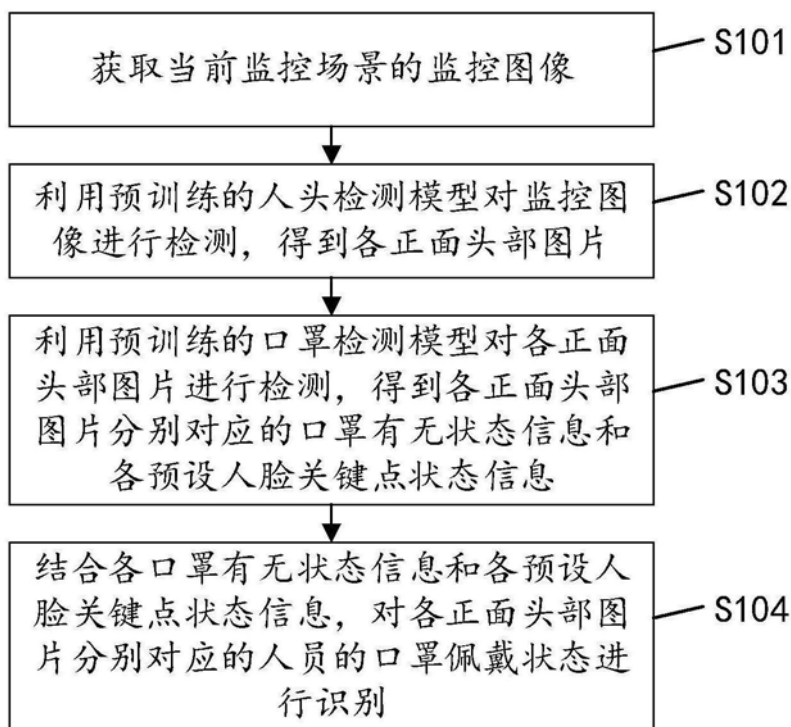 获取当前监控场景的监控图像
S101
利用预训练的人头检测模型对监控图
像进行检测，得到各正面头部图片
S102
利用预训练的口罩检测模型对各正面
头部图片进行检测，得到各正面头部
图片分别对应的口罩有无状态信息和
各预设人脸关键点状态信息
S103
结合各口罩有无状态信息和各预设人
脸关键点状态信息，对各正面头部图
片分别对应的人员的口罩佩戴状态进
行识别
S104